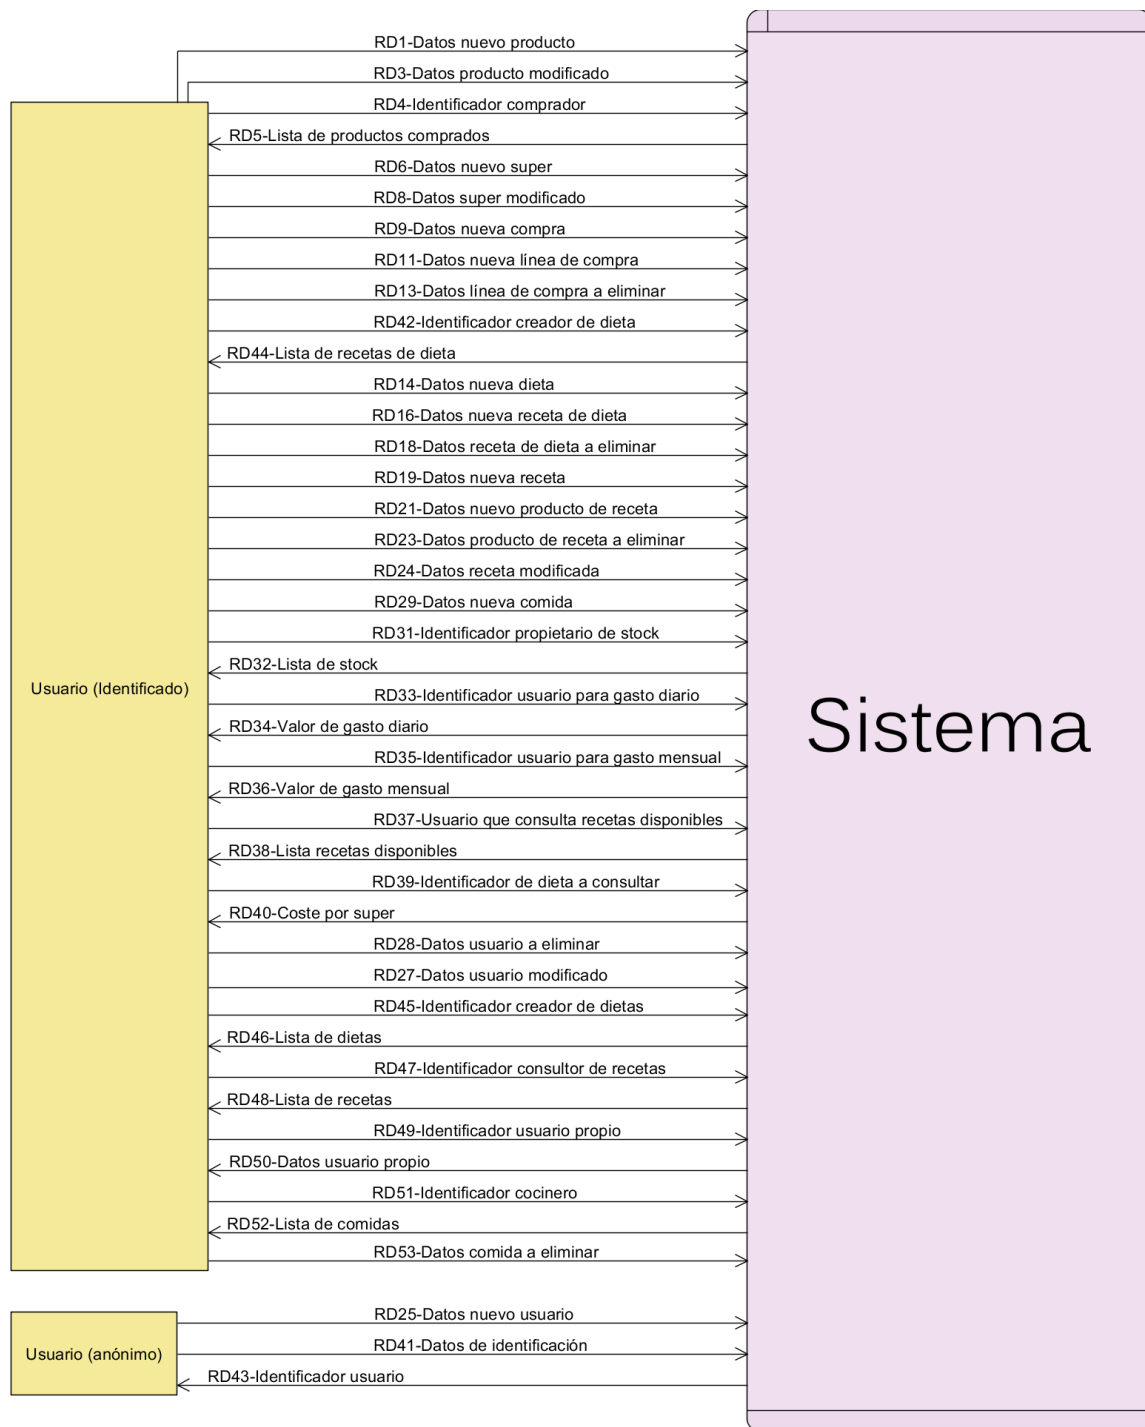 RD1-Datos nuevo producto
RD3-Datos producto modificado
RD4-Identificador comprador
RD5-Lista de productos comprados
RD6-Datos nuevo super
RD8-Datos super modificado
RD9-Datos nueva compra
RD11-Datos nueva línea de compra
RD13-Datos línea de compra a eliminar
RD42-Identificador creador de dieta
RD44-Lista de recetas de dieta
RD14-Datos nueva dieta
RD16-Datos nueva receta de dieta
RD18-Datos receta de dieta a eliminar
RD19-Datos nueva receta
RD21-Datos nuevo producto de receta
RD23-Datos producto de receta a eliminar
RD24-Datos receta modificada
RD29-Datos nueva comida
RD31-Identificador propietario de stock
RD32-Lista de stock
Usuario (Identificado)
RD33-Identificador usuario para gasto diario
Sistema
RD34-Valor de gasto diario
RD35-Identificador usuario para gasto mensual
RD36-Valor de gasto mensual
RD37-Usuario que consulta recetas disponibles
RD38-Lista recetas disponibles
RD39-Identificador de dieta a consultar
RD40-Coste por super
RD28-Datos usuario a eliminar
RD27-Datos usuario modificado
RD45-Identificador creador de dietas
RD46-Lista de dietas
RD47-Identificador consultor de recetas
RD48-Lista de recetas
RD49-Identificador usuario propio
RD50-Datos usuario propio
RD51-Identificador cocinero
RD52-Lista de comidas
RD53-Datos comida a eliminar
RD25-Datos nuevo usuario
RD41-Datos de identificación
Usuario (anónimo)
RD43-Identificador usuario